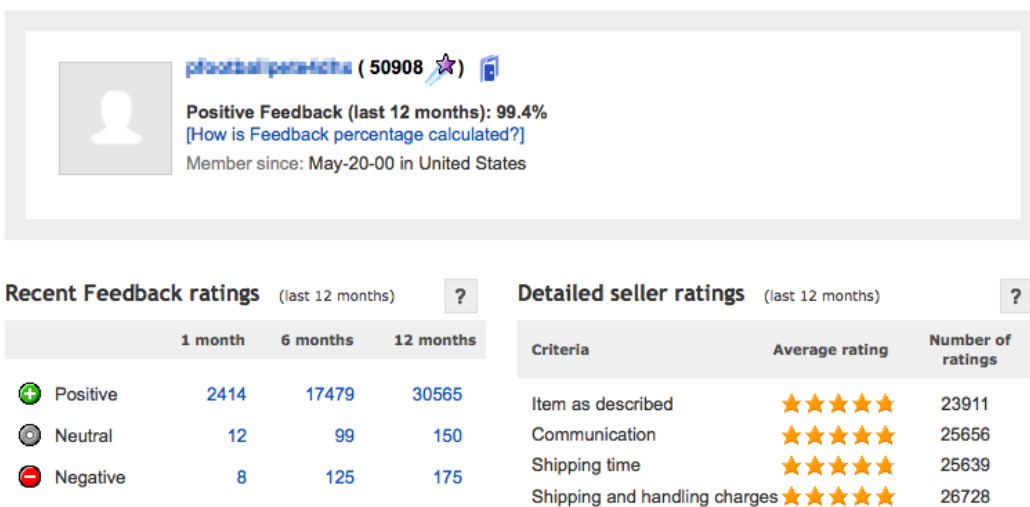 ( 50908 )
Positive Feedback (last 12 months): 99.4%
[How is Feedback percentage calculated?]
Member since: May-20-00 in United States
Recent Feedback ratings (last 12 months) ?
1 month 6 months 12 months
Positive 2414 17479 30565
Neutral 12 99 150
Negative 8 125 175
Detailed seller ratings (last 12 months) ?
Criteria Average rating Number of ratings
Item as described 23911
Communication 25656
Shipping time 25639
Shipping and handling charges 26728